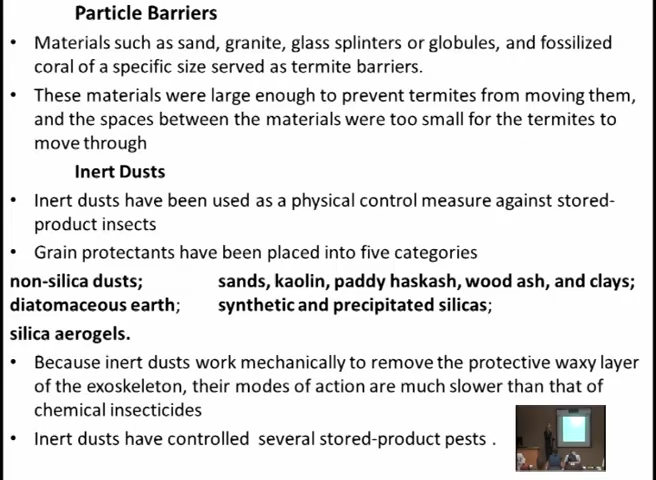 Particle Barriers
• Materials such as sand, granite, glass splinters or globules, and fossilized
coral of a specific size served as termite barriers.
• These materials were large enough to prevent termites from moving them,
and the spaces between the materials were too small for the termites to
move through
Inert Dusts
• Inert dusts have been used as a physical control measure against stored-
product insects
• Grain protectants have been placed into five categories
non-silica dusts; sands, kaolin, paddy haskash, wood ash, and clays;
diatomaceous earth; synthetic and precipitated silicas;
silica aerogels.
• Because inert dusts work mechanically to remove the protective waxy layer
of the exoskeleton, their modes of action are much slower than that of
chemical insecticides
• Inert dusts have controlled several stored-product pests .